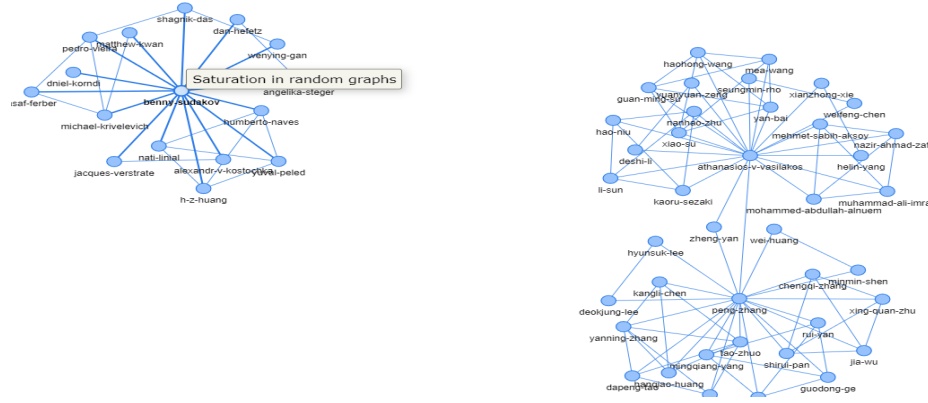 shagnik-das
dan-hefetz
pedro-vieira
matthew-kwan
wenying-gan
Saturation in random graphs
dniel-korndi
angelika-steger
asaf-ferber
benny-sudakov
michael-krivelevich
humberto-naves
nati-linial
jacques-verstrate
alexandr-v-kostochka
yuval-peled
h-z-huang
haohong-wang
mea-wang
seungmin-rho
xianzhong-xie
guan-ming-su
yuanyuan-zeng
yan-bai
weifeng-chen
hao-niu
nanhao-zhu
mehmet-sabih-aksoy
xiao-su
nazir-ahmad-zaf
deshi-li
athanasios-v-vasilakos
helin-yang
li-sun
kaoru-sezaki
muhammad-ali-imra
mohammed-abdullah-alnuem
zheng-yan
wei-huang
hyunsuk-lee
chengqi-zhang
minmin-shen
kangli-chen
deokjung-lee
peng-zhang
xing-quan-zhu
yanning-zhang
rui-yan
tao-zhuo
mingqiang-yang
shirui-pan
jia-wu
dapeng-tao
hanqiao-huang
guodong-ge